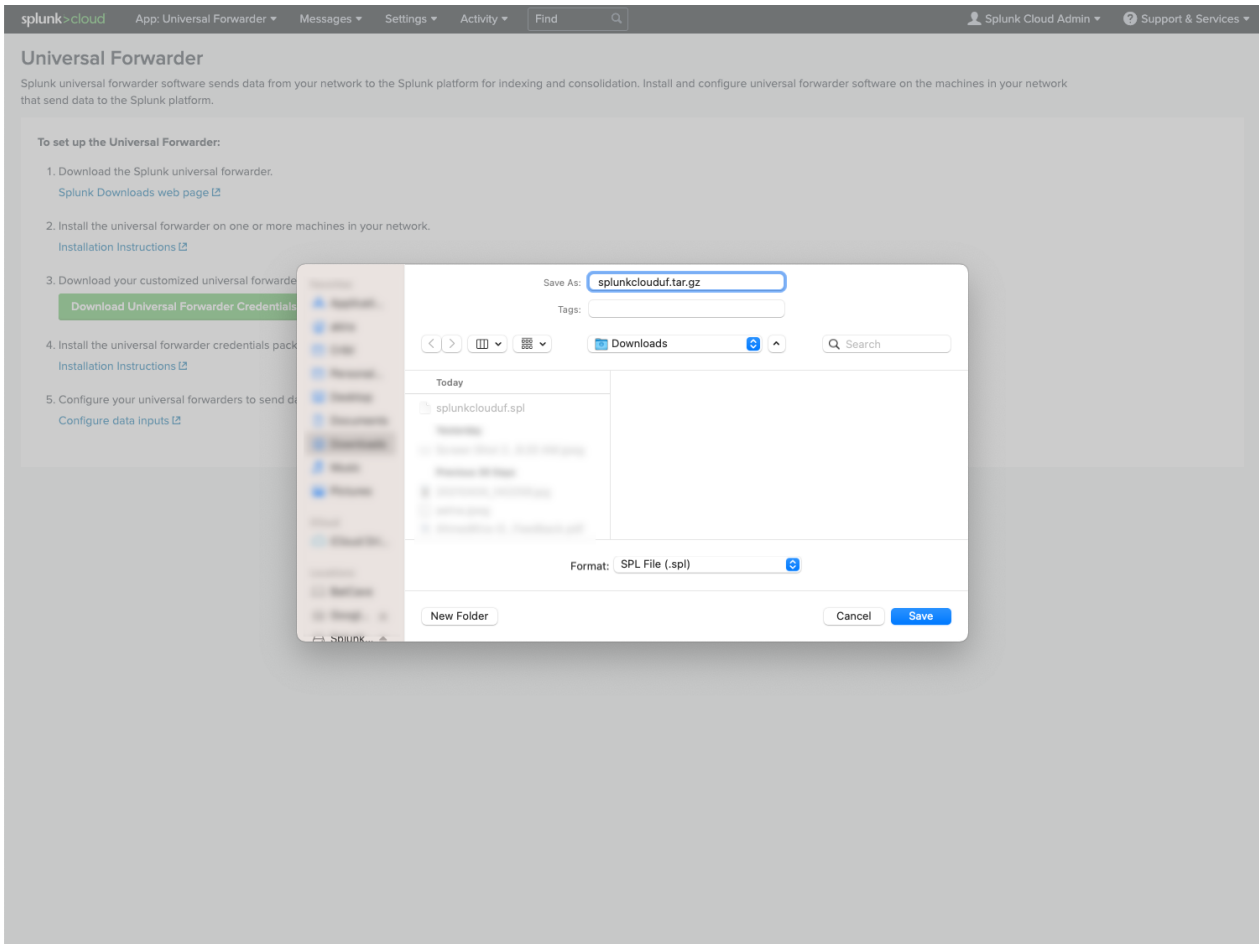 splunk>cloud App: Universal Forwarder Messages Settings Activity Find Splunk Cloud Admin Support & Services
Universal Forwarder
Splunk universal forwarder software sends data from your network to the Splunk platform for indexing and consolidation. Install and configure universal forwarder software on the machines in your network
that send data to the Splunk platform.
To set up the Universal Forwarder:
1. Download the Splunk universal forwarder.
Splunk Downloads web page
2. Install the universal forwarder on one or more machines in your network.
Installation Instructions
3. Download your customized universal forwarde
Download Universal Forwarder Credentials
4. Install the universal forwarder credentials pack
Installation Instructions
5. Configure your universal forwarders to send da
Configure data inputs
Save As: splunkclouduf.tar.gz
Tags:
Downloads Search
Today
splunkclouduf.spl
Format: SPL File (.spl)
New Folder Cancel Save
Splunk...